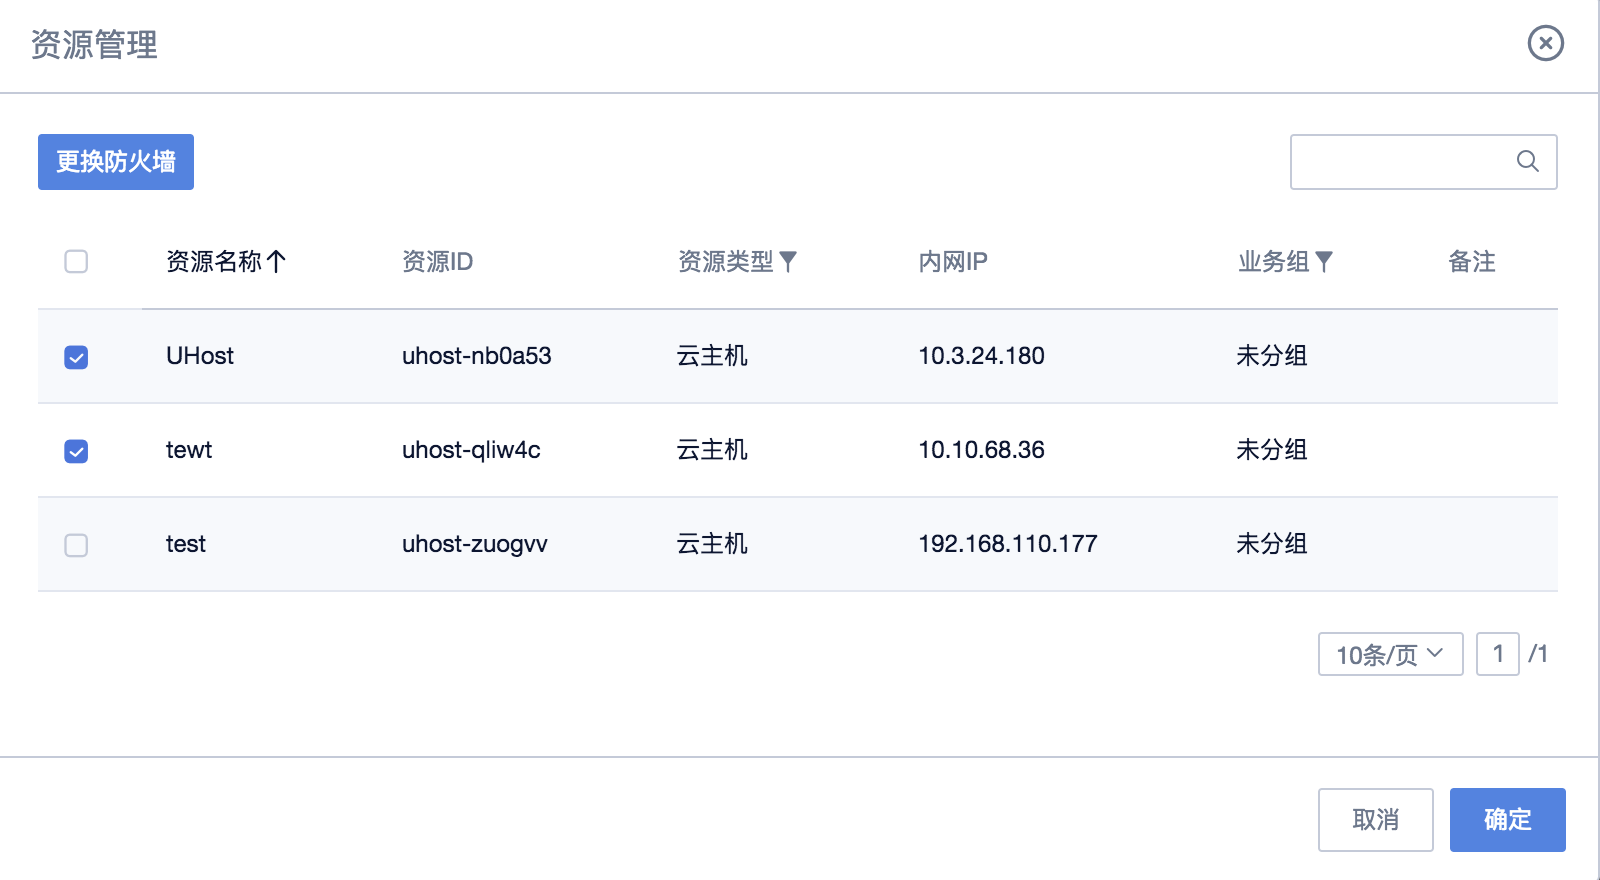 资源管理
更换防火墙
资源名称 资源ID 资源类型 内网IP 业务组 备注
UHost uhost-nb0a53 云主机 10.3.24.180 未分组
tewt uhost-qliw4c 云主机 10.10.68.36 未分组
test uhost-zuogvv 云主机 192.168.110.177 未分组
10条/页 1 /1
取消 确定